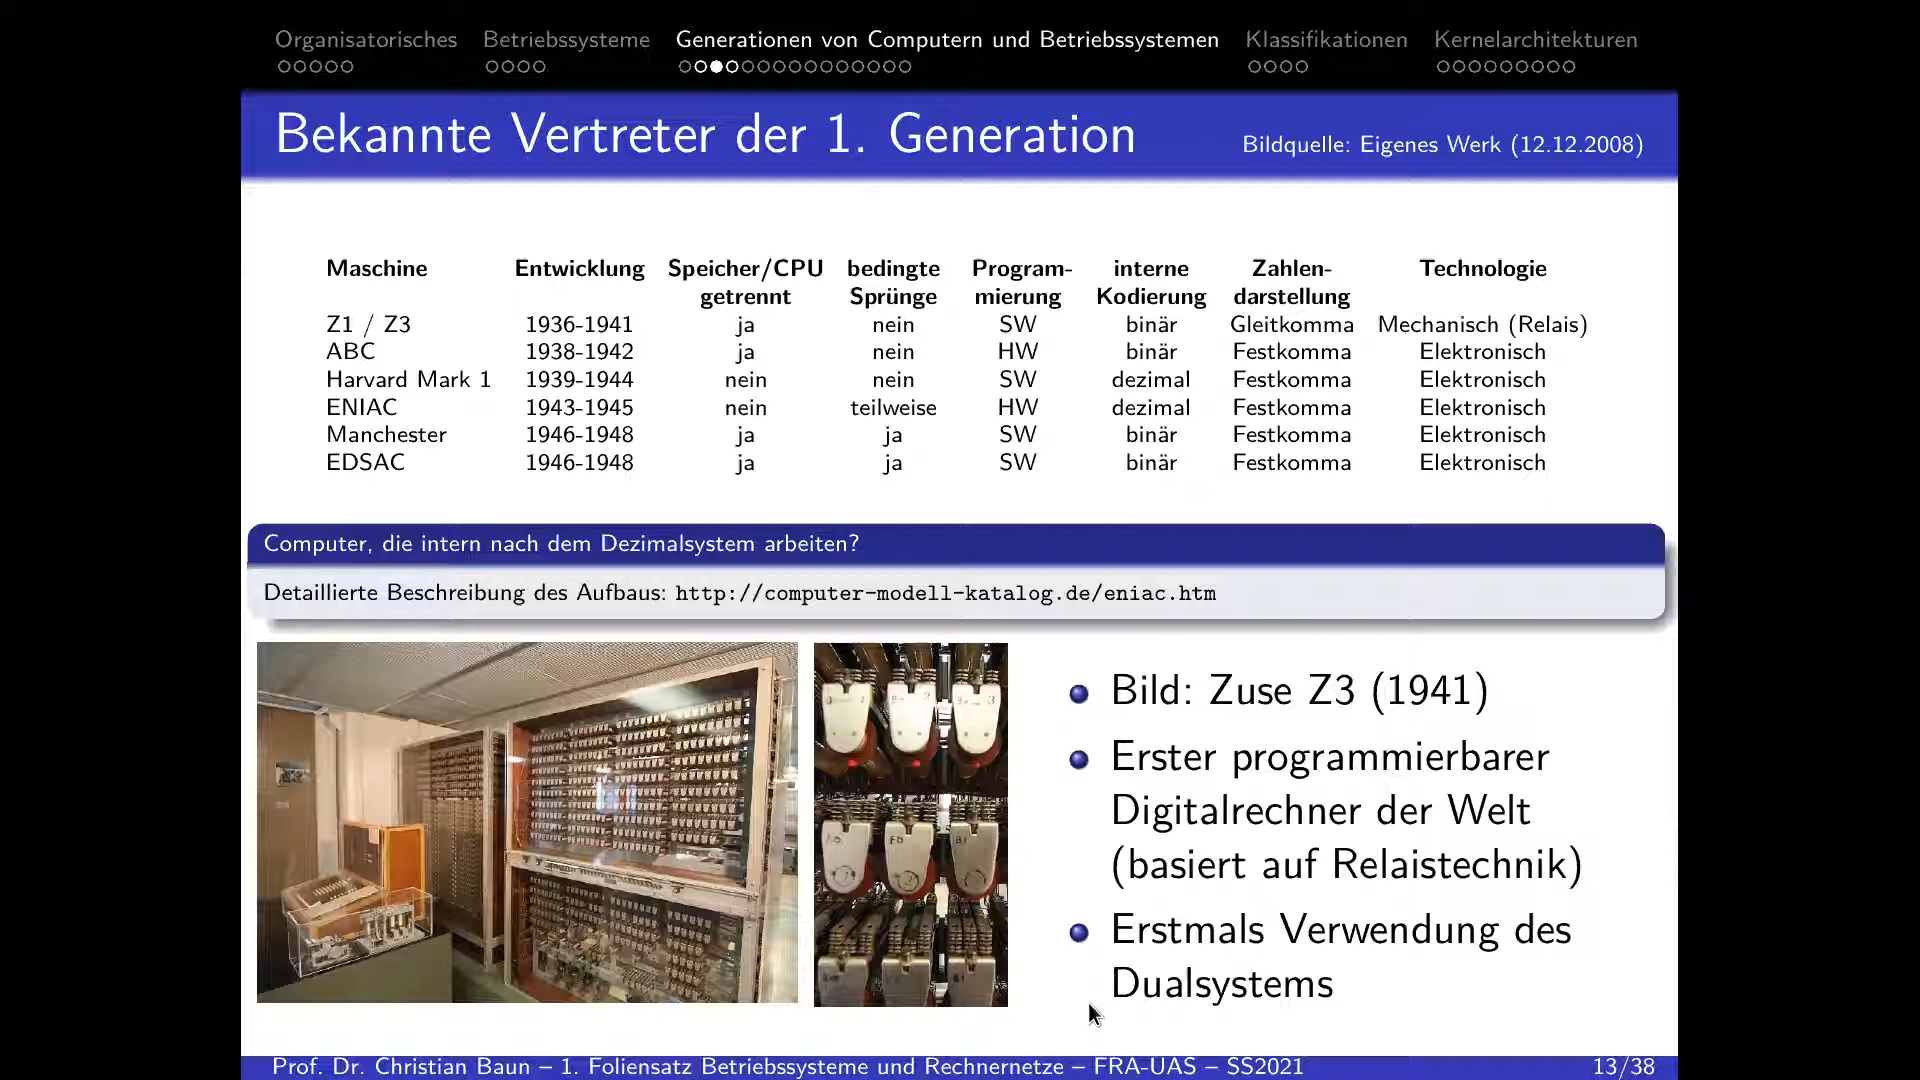 Organisatorisches Betriebssysteme Generationen von Computern und Betriebssystemen Klassifikationen Kernelarchitekturen
Bekannte Vertreter der 1. Generation Bildquelle: Eigenes Werk (12.12.2008)
Maschine Entwicklung Speicher/CPU bedingte Program- interne Zahlen- Technologie
getrennt Sprünge mierung Kodierung darstellung
Z1 / Z3 1936-1941 ja nein SW binär Gleitkomma Mechanisch (Relais)
ABC 1938-1942 ja nein HW binär Festkomma Elektronisch
Harvard Mark 1 1939-1944 nein nein SW dezimal Festkomma Elektronisch
ENIAC 1943-1945 nein teilweise HW dezimal Festkomma Elektronisch
Manchester 1946-1948 ja ja SW binär Festkomma Elektronisch
EDSAC 1946-1948 ja ja SW binär Festkomma Elektronisch
Computer, die intern nach dem Dezimalsystem arbeiten?
Detaillierte Beschreibung des Aufbaus: http://computer-modell-katalog.de/eniac.htm
Bild: Zuse Z3 (1941)
Erster programmierbarer
Digitalrechner der Welt
(basiert auf Relaistechnik)
Erstmals Verwendung des
Dualsystems
Prof. Dr. Christian Baun – 1. Foliensatz Betriebssysteme und Rechnernetze – FRA-UAS – SS2021 13/38